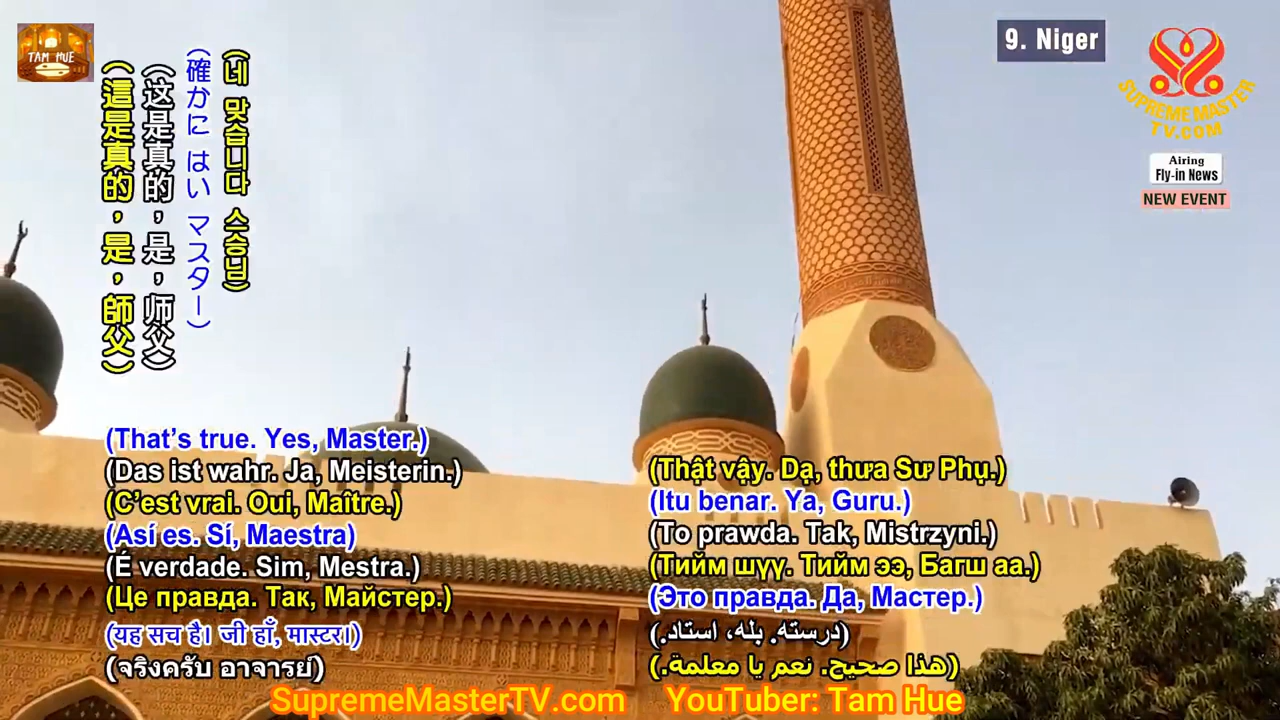 TAM HUE
9. Niger
SUPREME MASTER
TV.COM
Airing
Fly-in News
NEW EVENT
(네 맞습니다 스승님)
(確かに はい マスター)
(这是真的，是，师父)
(這是真的，是，師父)
(That’s true. Yes, Master.)
(Das ist wahr. Ja, Meisterin.)
(C’est vrai. Oui, Maître.)
(Así es. Sí, Maestra)
(É verdade. Sim, Mestra.)
(Це правда. Так, Майстер.)
(यह सच है। जी हाँ, मास्टर।)
(จริงครับ อาจารย์)
(Thật vậy. Dạ, thưa Sư Phụ.)
(Itu benar. Ya, Guru.)
(To prawda. Tak, Mistrzyni.)
(Тийм шүү. Тийм ээ, Багш аа.)
(Это правда. Да, Мастер.)
(درسته. بله، استاد.)
(هذا صحيح. نعم يا معلمة.)
SupremeMasterTV.com YouTuber: Tam Hue